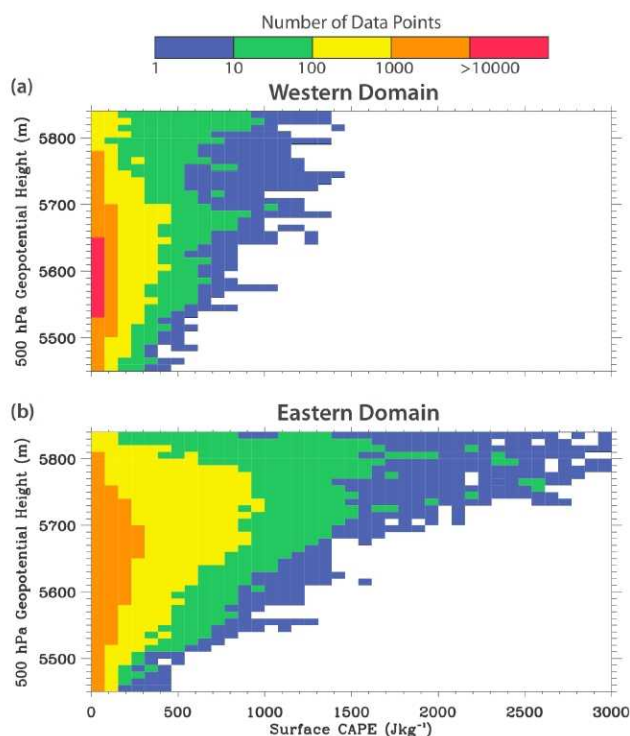 Number of Data Points
1 10 100 1000 >10000
(a)
Western Domain
500 hPa Geopotential Height (m)
5800
5700
5600
5500
(b)
Eastern Domain
500 hPa Geopotential Height (m)
5800
5700
5600
5500
0 500 1000 1500 2000 2500 3000
Surface CAPE (Jkg⁻¹)